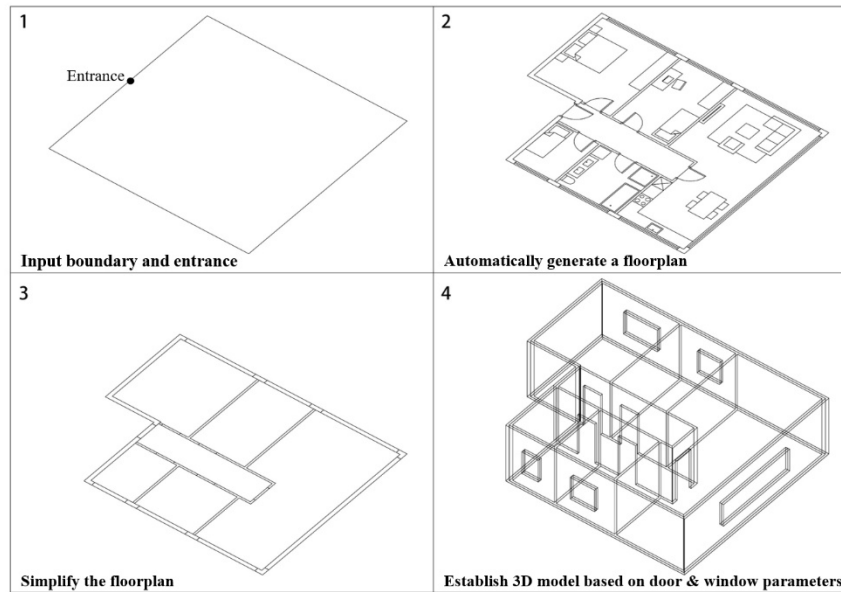 1
Entrance
Input boundary and entrance
2
Automatically generate a floorplan
3
Simplify the floorplan
4
Establish 3D model based on door & window parameters